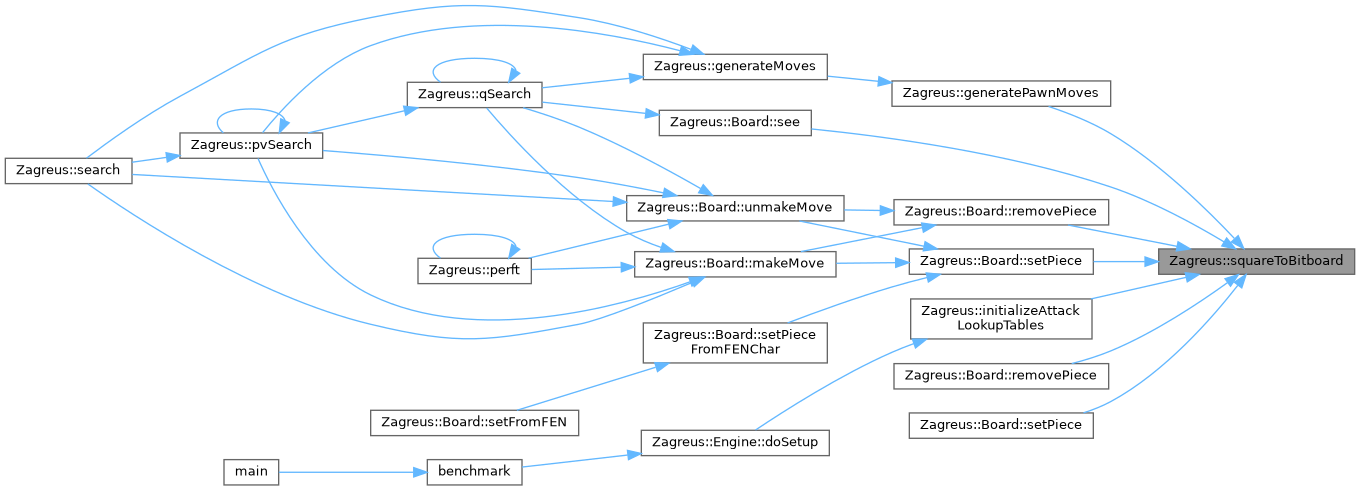 Zagreus::generateMoves
Zagreus::qSearch
Zagreus::generatePawnMoves
Zagreus::Board::see
Zagreus::pvSearch
Zagreus::search
Zagreus::Board::unmakeMove
Zagreus::Board::removePiece
Zagreus::perft
Zagreus::Board::makeMove
Zagreus::Board::setPiece
Zagreus::squareToBitboard
Zagreus::initializeAttack
LookupTables
Zagreus::Board::setPiece
FromFENChar
Zagreus::Board::removePiece
Zagreus::Board::setFromFEN
Zagreus::Board::setPiece
Zagreus::Engine::doSetup
main
benchmark